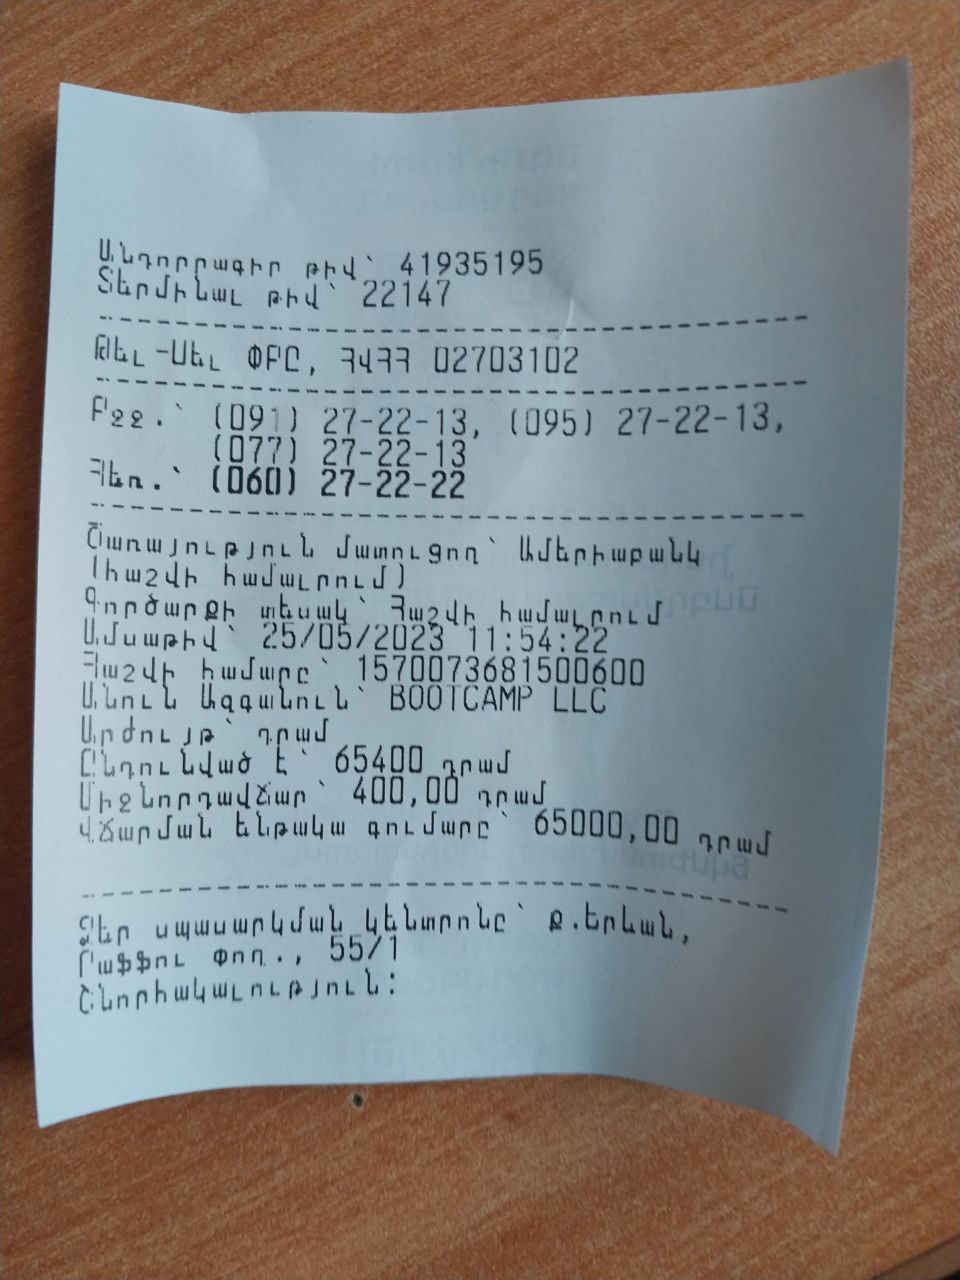 Անդորրագիր թիվ՝ 41935195
Տերմինալ թիվ՝ 22147
Թել-Սել ՓԲԸ, ՀՎՀՀ 02703102
Բջջ.՝ (091) 27-22-13, (095) 27-22-13,
(077) 27-22-13
Հեռ.՝ (060) 27-22-22
Ծառայություն մատուցող՝ Ամերիաբանկ
(հաշվի համալրում)
Գործարքի տեսակ՝ Հաշվի համալրում
Ամսաթիվ՝ 25/05/2023 11:54:22
Հաշվի համարը՝ 1570073681500600
Անուն Ազգանուն՝ BOOTCAMP LLC
Արժույթ՝ դրամ
Ընդունված է՝ 65400 դրամ
Միջնորդավճար՝ 400,00 դրամ
Վճարման ենթակա գումարը՝ 65000,00 դրամ
Ձեր սպասարկման կենտրոնը՝ ք.Երևան,
Րաֆֆու փող., 55/1
Շնորհակալություն: